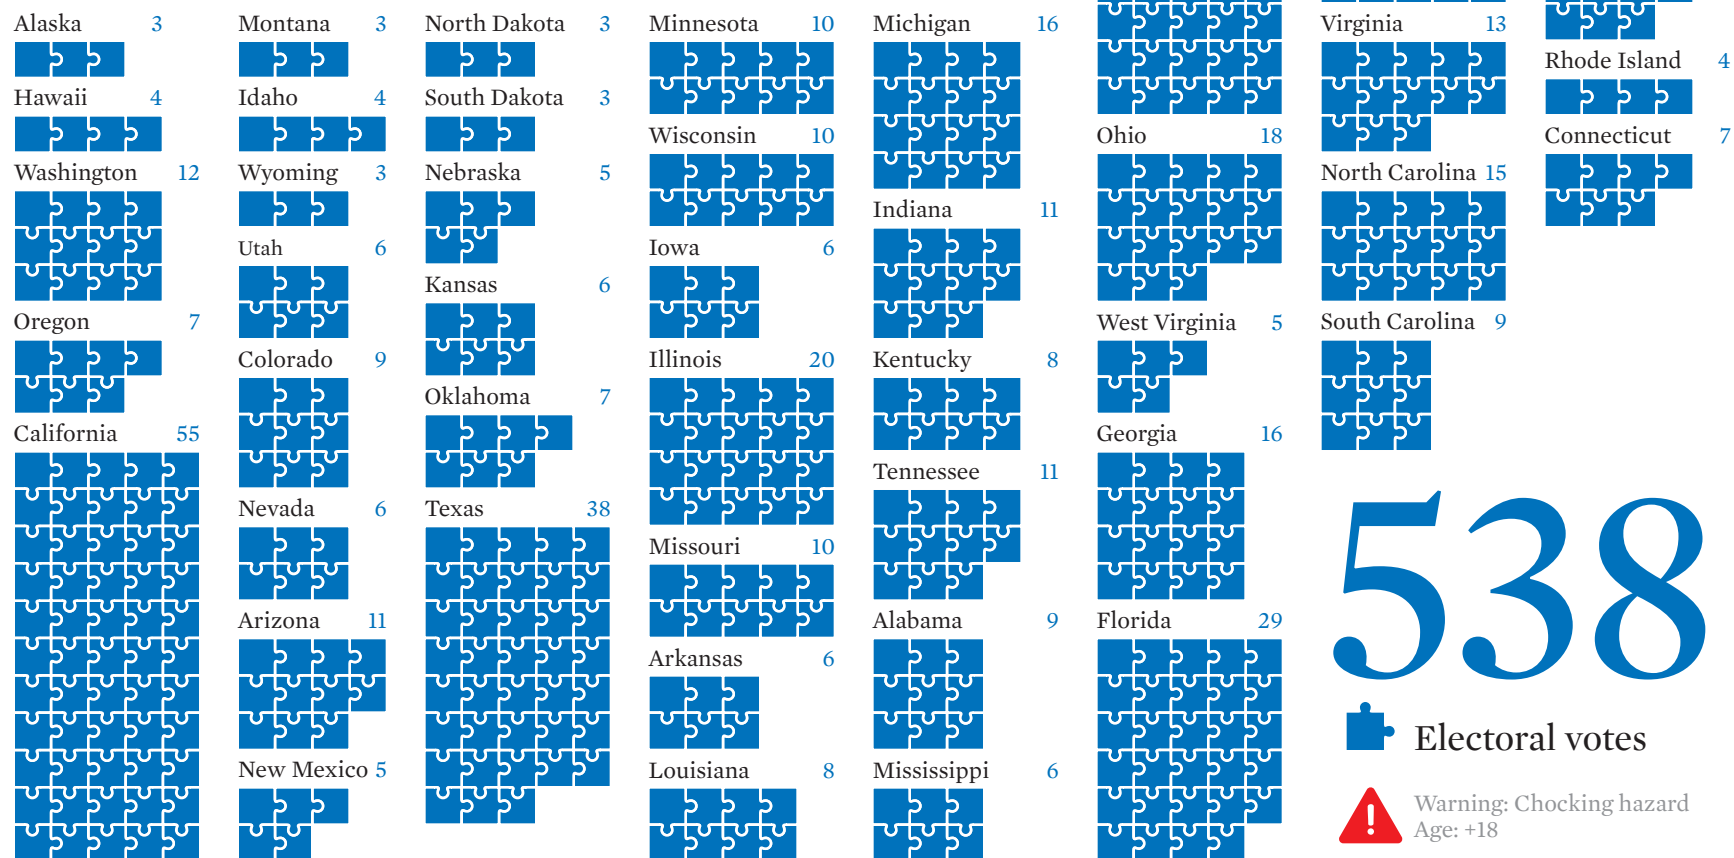 Alaska 3
Hawaii 4
Washington 12
Oregon 7
California 55
Montana 3
Idaho 4
Wyoming 3
Utah 6
Colorado 9
Nevada 6
Arizona 11
New Mexico 5
North Dakota 3
South Dakota 3
Nebraska 5
Kansas 6
Oklahoma 7
Texas 38
Minnesota 10
Wisconsin 10
Iowa 6
Illinois 20
Missouri 10
Arkansas 6
Louisiana 8
Michigan 16
Indiana 11
Kentucky 8
Tennessee 11
Alabama 9
Mississippi 6
Ohio 18
West Virginia 5
Georgia 16
Florida 29
Virginia 13
North Carolina 15
South Carolina 9
Rhode Island 4
Connecticut 7
538
Electoral votes
Warning: Chocking hazard
Age: +18